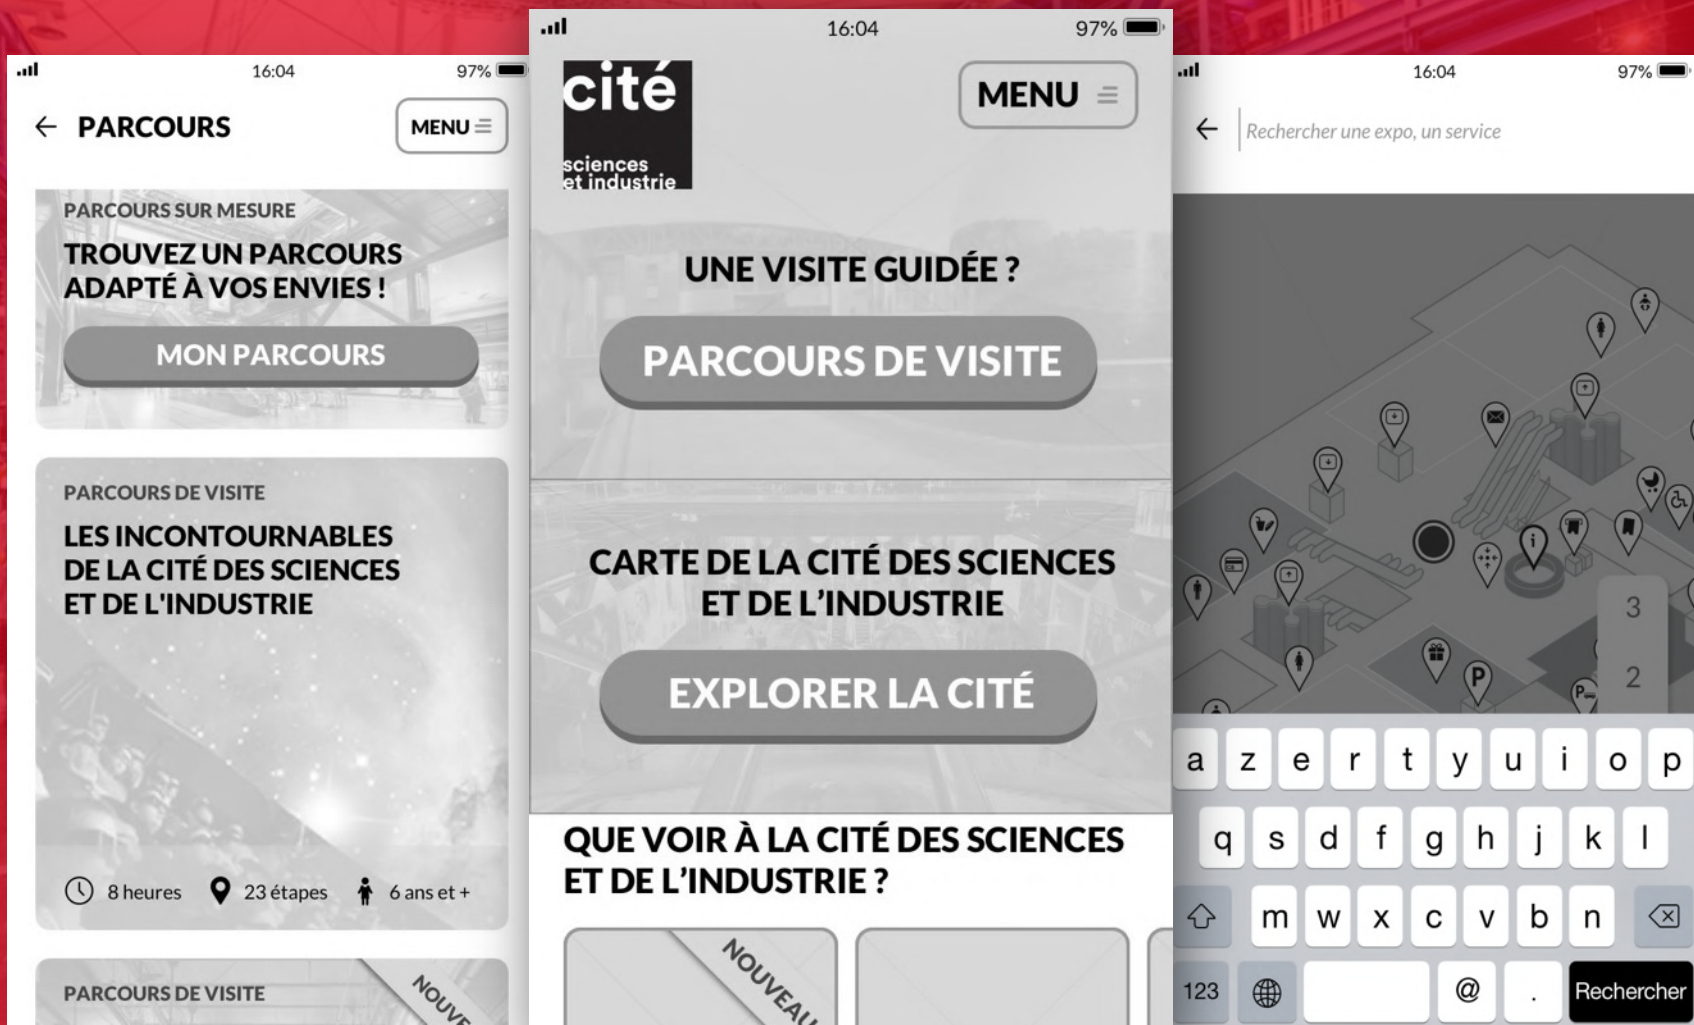 16:04
97%
PARCOURS
MENU
PARCOURS SUR MESURE
TROUVEZ UN PARCOURS
ADAPTÉ À VOS ENVIES !
MON PARCOURS
PARCOURS DE VISITE
LES INCONTOURNABLES
DE LA CITÉ DES SCIENCES
ET DE L'INDUSTRIE
8 heures
23 étapes
6 ans et +
PARCOURS DE VISITE
16:04
97%
cité
sciences
et industrie
MENU
UNE VISITE GUIDÉE ?
PARCOURS DE VISITE
CARTE DE LA CITÉ DES SCIENCES
ET DE L’INDUSTRIE
EXPLORER LA CITÉ
QUE VOIR À LA CITÉ DES SCIENCES
ET DE L’INDUSTRIE ?
NOUVEAU
16:04
97%
Rechercher une expo, un service
i
3
P
2
P
a z e r t y u i o p
q s d f g h j k l
m w x c v b n
123 @ . Rechercher